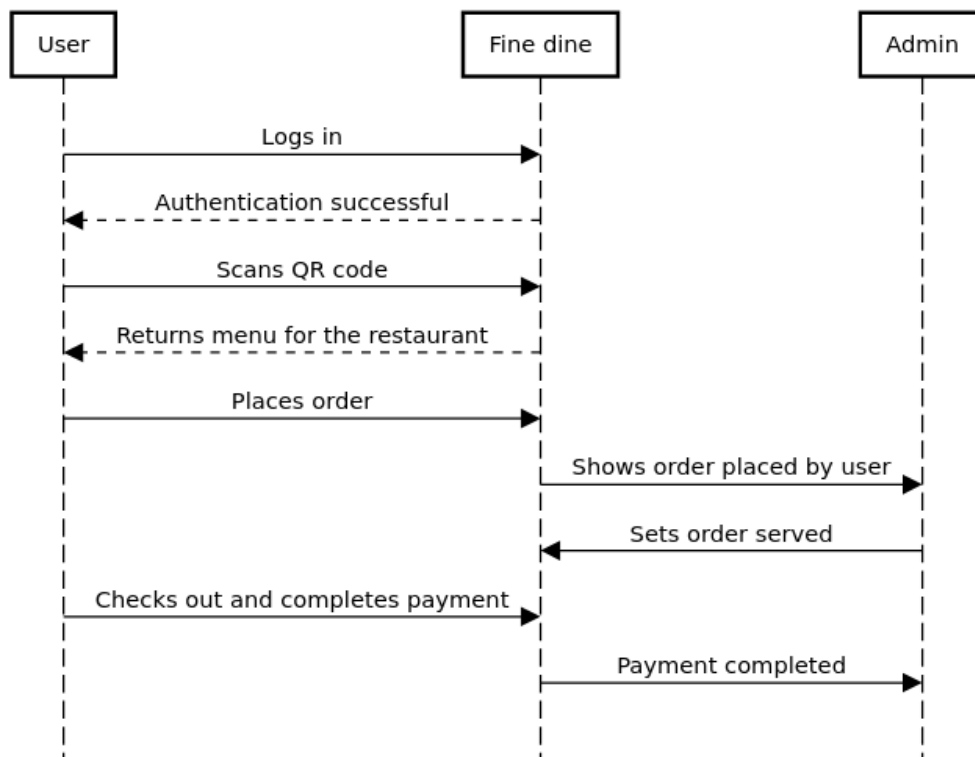 User
Fine dine
Admin
Logs in
Authentication successful
Scans QR code
Returns menu for the restaurant
Places order
Shows order placed by user
Sets order served
Checks out and completes payment
Payment completed